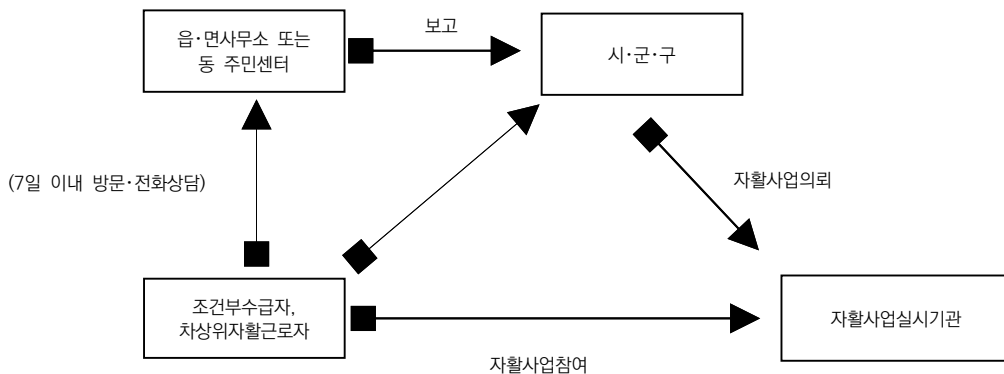 읍·면사무소 또는
동 주민센터
보고
시·군·구
(7일 이내 방문·전화상담)
자활사업의뢰
조건부수급자,
차상위자활근로자
자활사업실시기관
자활사업참여